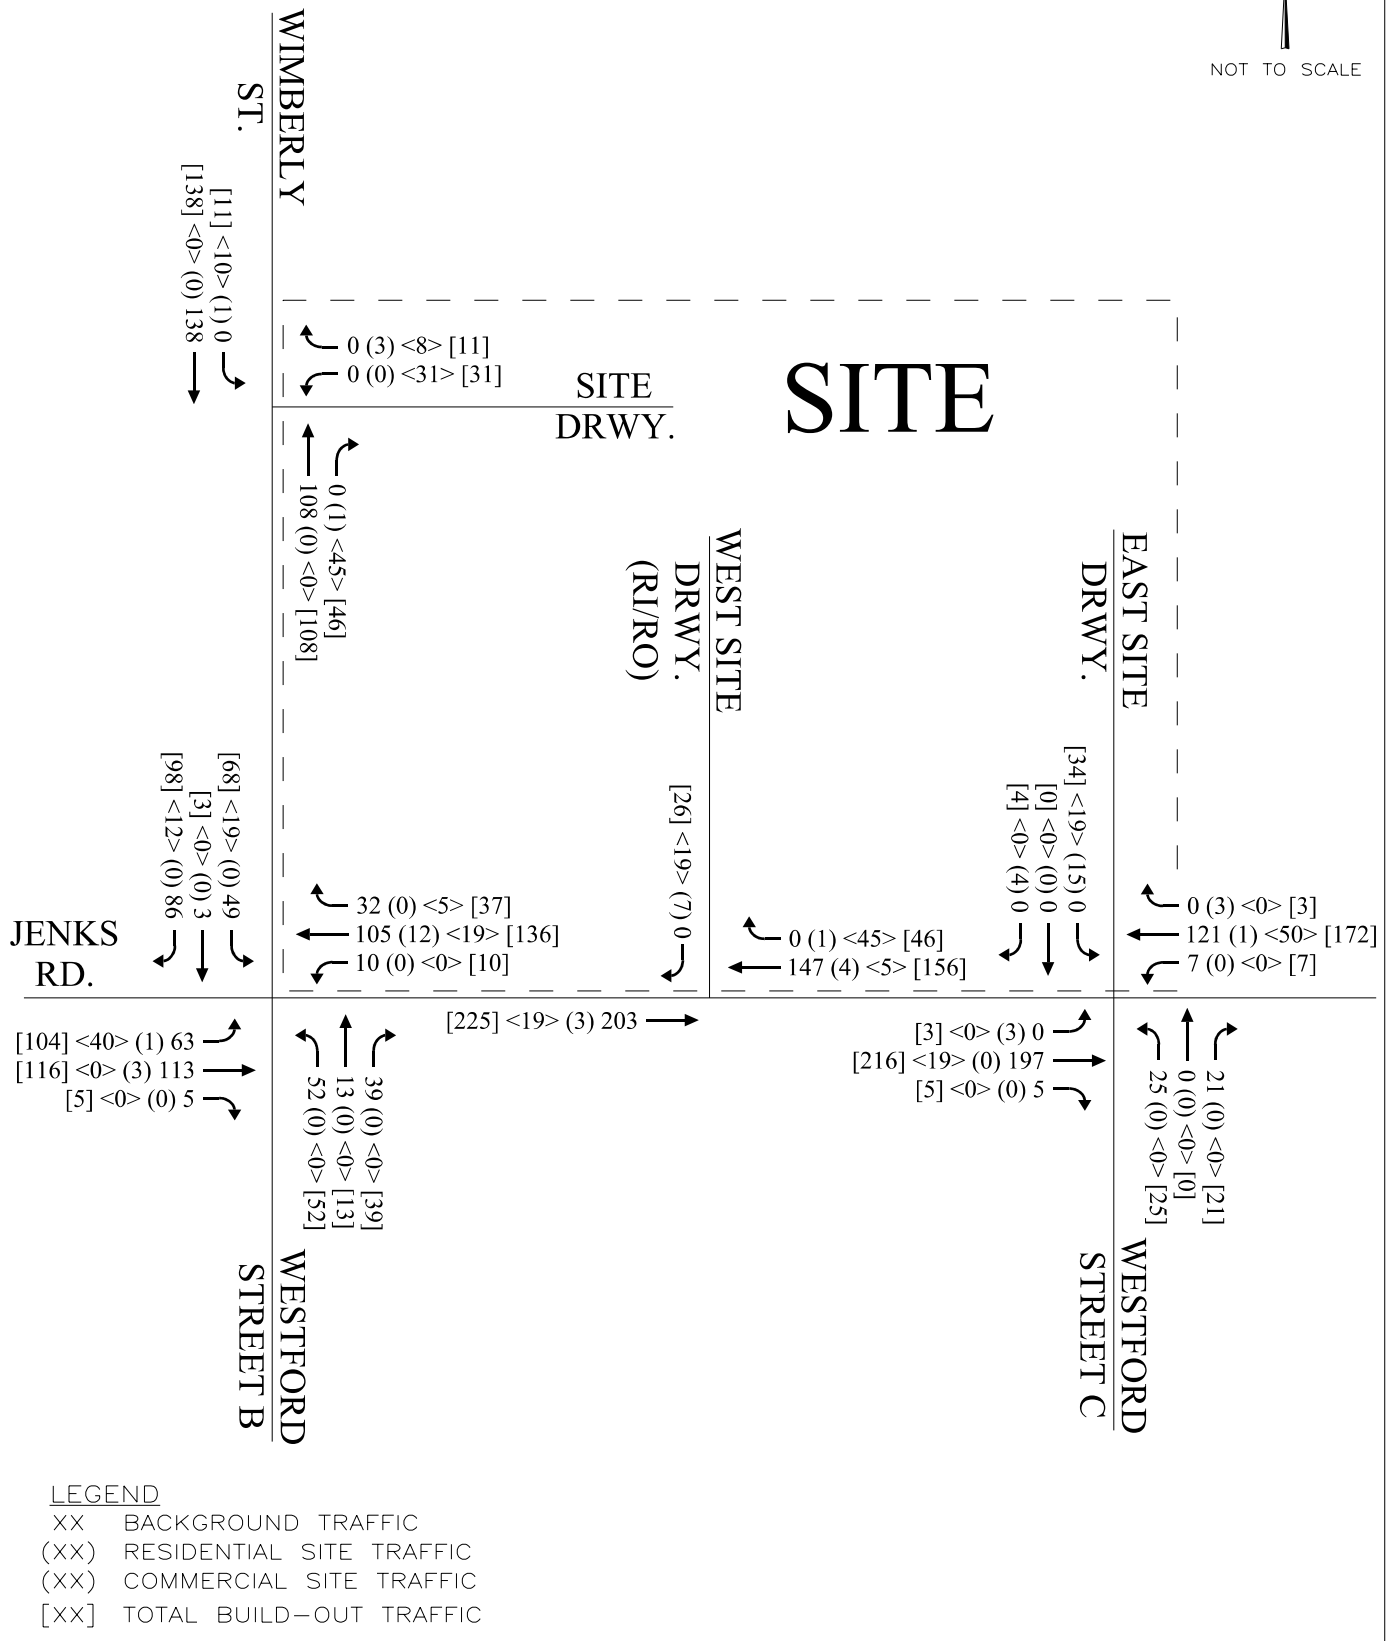 NOT TO SCALE
WIMBERLY
ST.
[11] <10> (1) 0
[138] <0> (0) 138
0 (3) <8> [11]
0 (0) <31> [31]
SITE
DRWY.
SITE
0 (1) <45> [46]
108 (0) <0> [108]
WEST SITE
DRWY.
(RI/RO)
EAST SITE
DRWY.
[68] <19> (0) 49
[3] <0> (0) 3
[98] <12> (0) 86
[26] <19> (7) 0
[34] <19> (15) 0
[0] <0> (0) 0
[4] <0> (4) 0
32 (0) <5> [37]
105 (12) <19> [136]
10 (0) <0> [10]
0 (1) <45> [46]
147 (4) <5> [156]
0 (3) <0> [3]
121 (1) <50> [172]
7 (0) <0> [7]
JENKS
RD.
[104] <40> (1) 63
[116] <0> (3) 113
[5] <0> (0) 5
[225] <19> (3) 203
[3] <0> (3) 0
[216] <19> (0) 197
[5] <0> (0) 5
39 (0) <0> [39]
13 (0) <0> [13]
52 (0) <0> [52]
21 (0) <0> [21]
0 (0) <0> [0]
25 (0) <0> [25]
WESTFORD
STREET B
WESTFORD
STREET C
LEGEND
XX BACKGROUND TRAFFIC
(XX) RESIDENTIAL SITE TRAFFIC
(XX) COMMERCIAL SITE TRAFFIC
[XX] TOTAL BUILD-OUT TRAFFIC